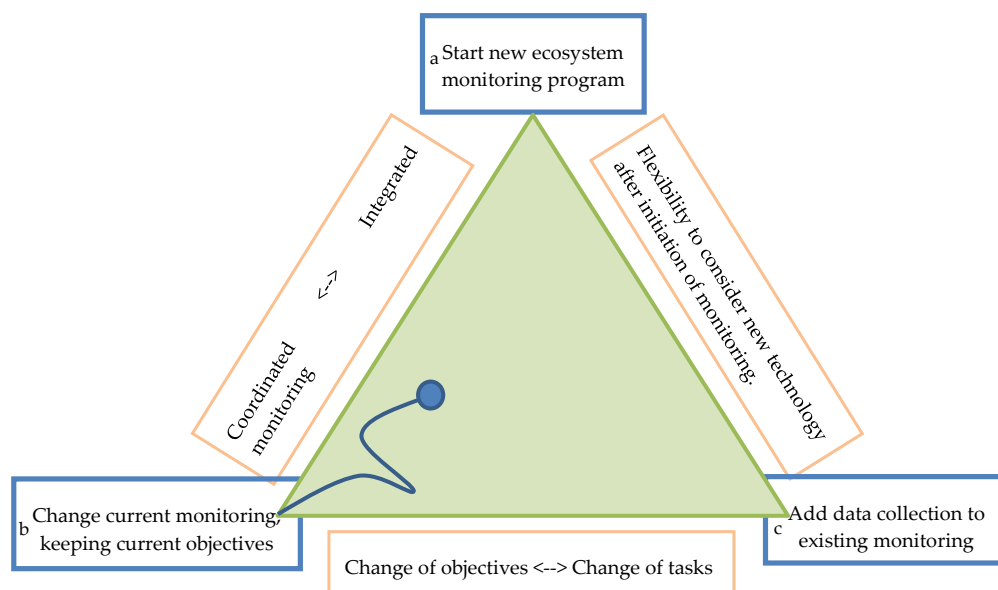 a Start new ecosystem
monitoring program
Coordinated <--> Integrated
monitoring
Flexibility to consider new technology
after initiation of monitoring.
b Change current monitoring,
keeping current objectives
c Add data collection to
existing monitoring
Change of objectives <--> Change of tasks